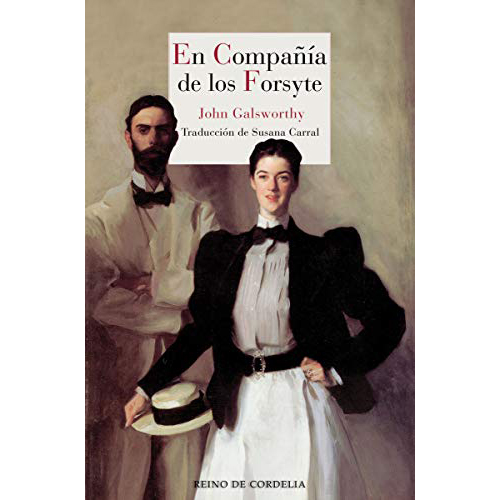 En Compañía
de los Forsyte
John Galsworthy
Traducción de Susana Carral
REINO DE CORDELIA